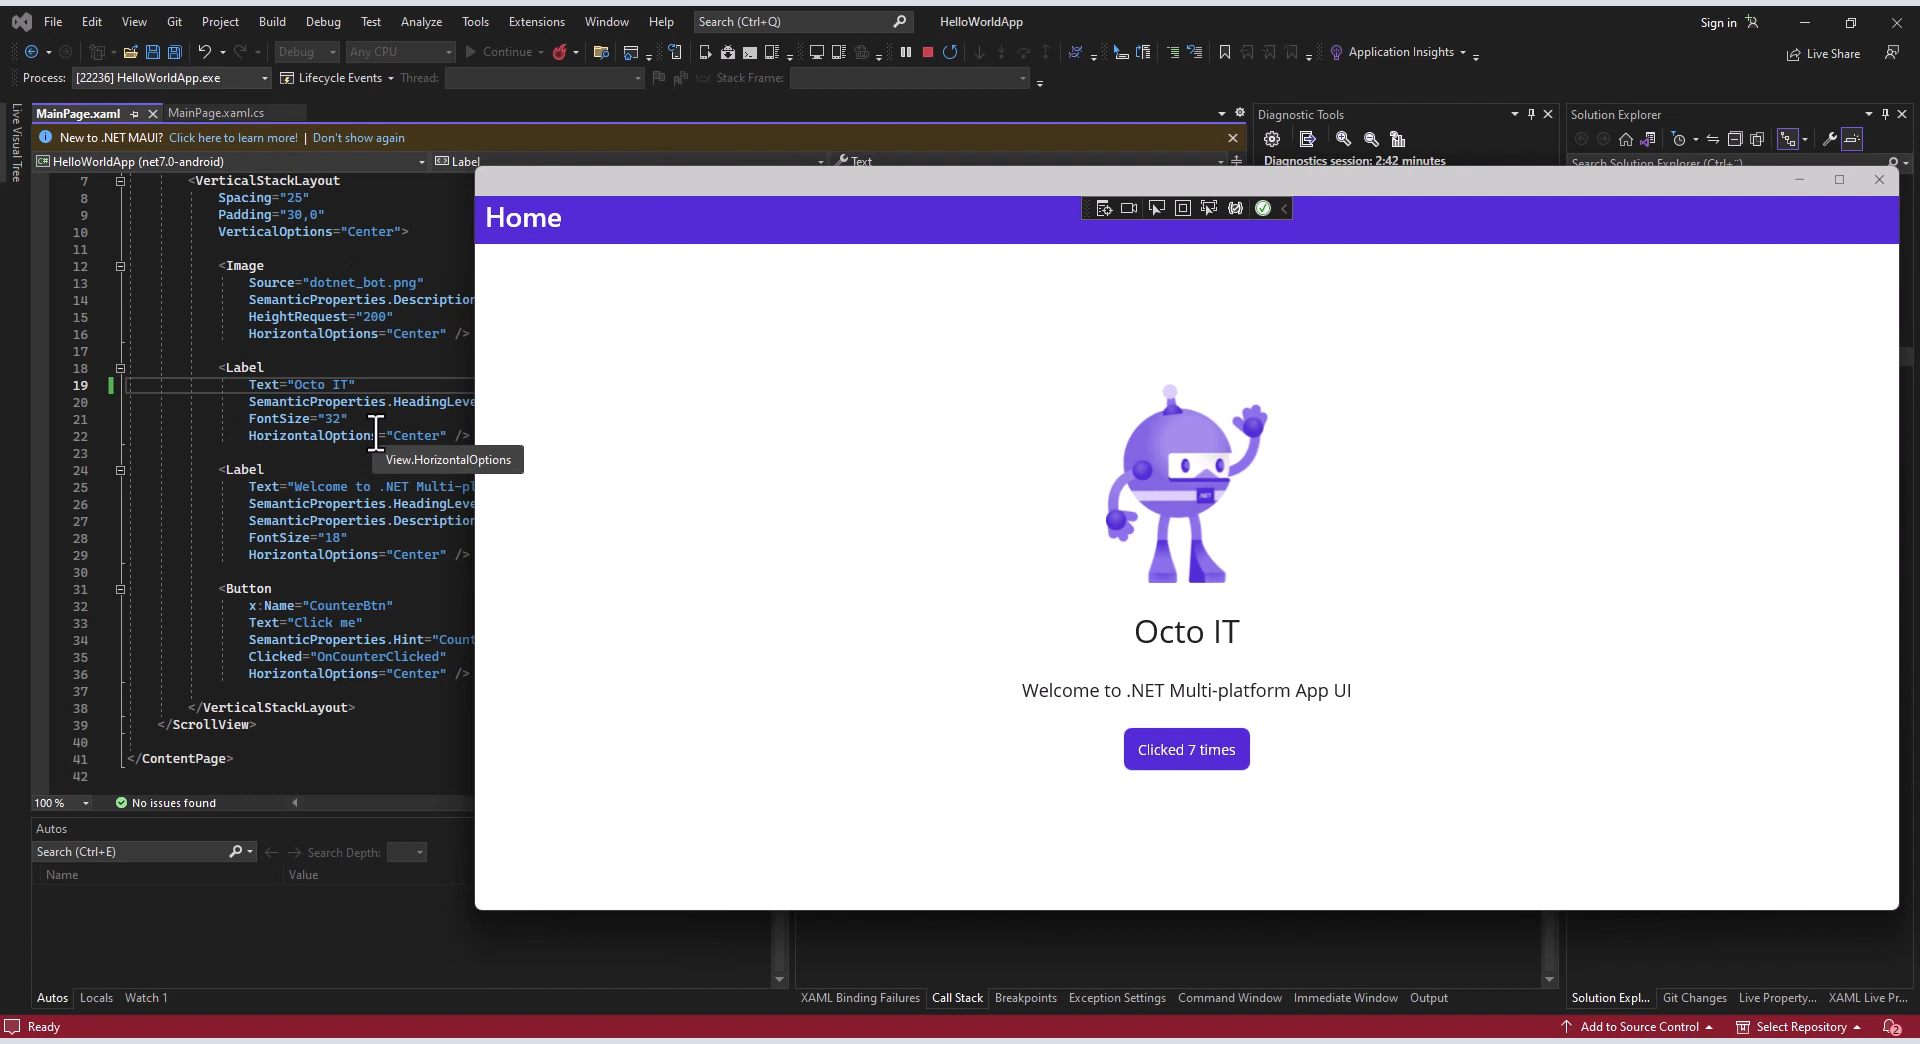 File Edit View Git Project Build Debug Test Analyze Tools Extensions Window Help Search (Ctrl+Q) HelloWorldApp Sign in
Debug Any CPU Continue Application Insights Live Share
Process: [22236] HelloWorldApp.exe Lifecycle Events Thread: Stack Frame:
Live Visual Tree
MainPage.xaml MainPage.xaml.cs
New to .NET MAUI? Click here to learn more! | Don't show again
HelloWorldApp (net7.0-android) Label Text
7 <VerticalStackLayout
8 Spacing="25"
9 Padding="30,0"
10 VerticalOptions="Center">
11
12 <Image
13 Source="dotnet_bot.png"
14 SemanticProperties.Description
15 HeightRequest="200"
16 HorizontalOptions="Center" />
17
18 <Label
19 Text="Octo IT"
20 SemanticProperties.HeadingLeve
21 FontSize="32"
22 HorizontalOptions="Center" />
23
View.HorizontalOptions
24 <Label
25 Text="Welcome to .NET Multi-pl
26 SemanticProperties.HeadingLeve
27 SemanticProperties.Description
28 FontSize="18"
29 HorizontalOptions="Center" />
30
31 <Button
32 x:Name="CounterBtn"
33 Text="Click me"
34 SemanticProperties.Hint="Count
35 Clicked="OnCounterClicked"
36 HorizontalOptions="Center" />
37
38 </VerticalStackLayout>
39 </ScrollView>
40
41 </ContentPage>
42
100 % No issues found
Diagnostic Tools
Diagnostics session: 2:42 minutes
Solution Explorer
Search Solution Explorer (Ctrl+¨)
Home
.NET
Octo IT
Welcome to .NET Multi-platform App UI
Clicked 7 times
Autos
Search (Ctrl+E) Search Depth:
Name Value
Autos Locals Watch 1
XAML Binding Failures Call Stack Breakpoints Exception Settings Command Window Immediate Window Output
Solution Expl... Git Changes Live Property... XAML Live Pr...
Ready Add to Source Control Select Repository 2